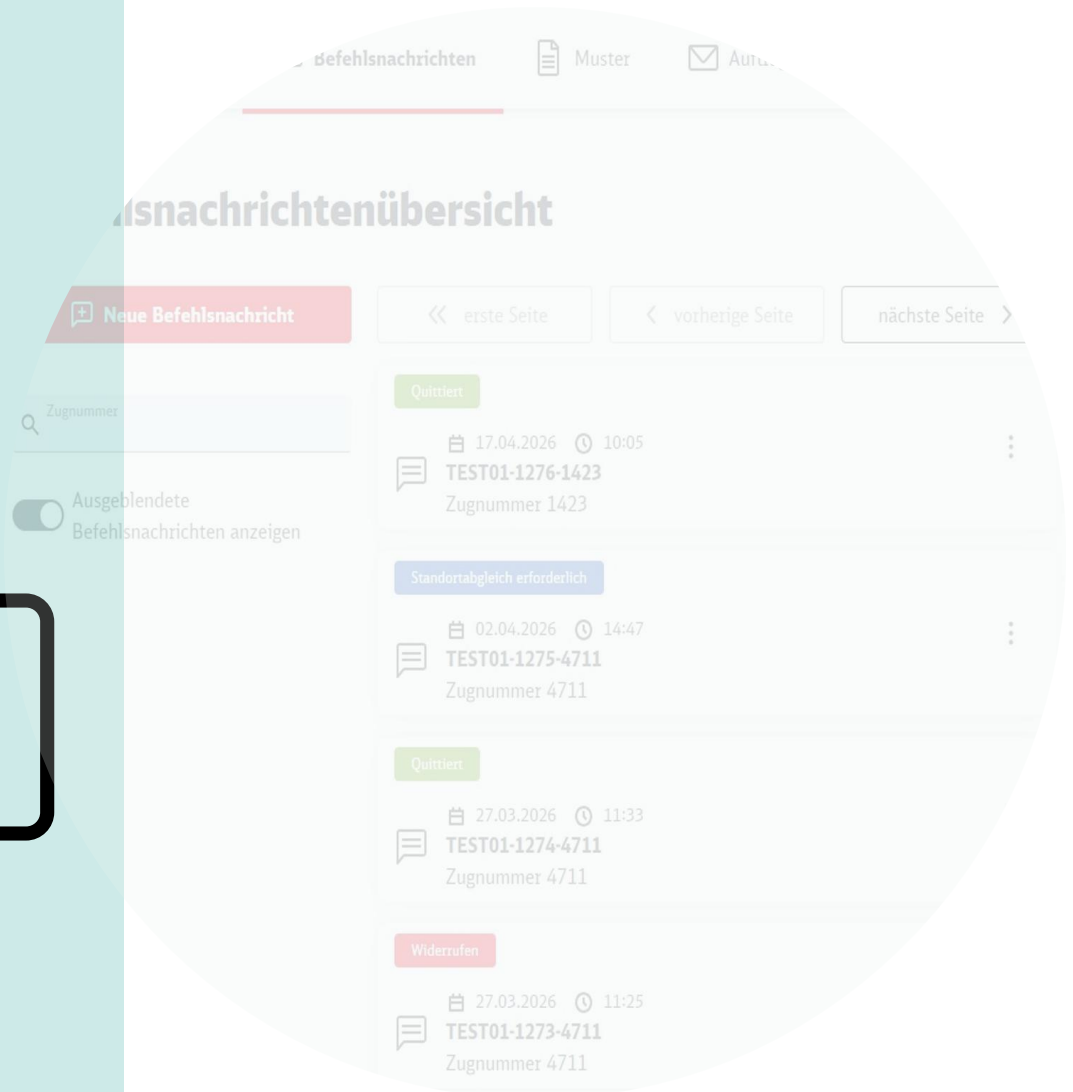 Befehlsnachrichten Muster
lsnachrichtenübersicht
Neue Befehlsnachricht erste Seite vorherige Seite nächste Seite
Zugnummer
Ausgeblendete
Befehlsnachrichten anzeigen
Quittiert
17.04.2026 10:05
TEST01-1276-1423
Zugnummer 1423
Standortabgleich erforderlich
02.04.2026 14:47
TEST01-1275-4711
Zugnummer 4711
Quittiert
27.03.2026 11:33
TEST01-1274-4711
Zugnummer 4711
Widerrufen
27.03.2026 11:25
TEST01-1273-4711
Zugnummer 4711